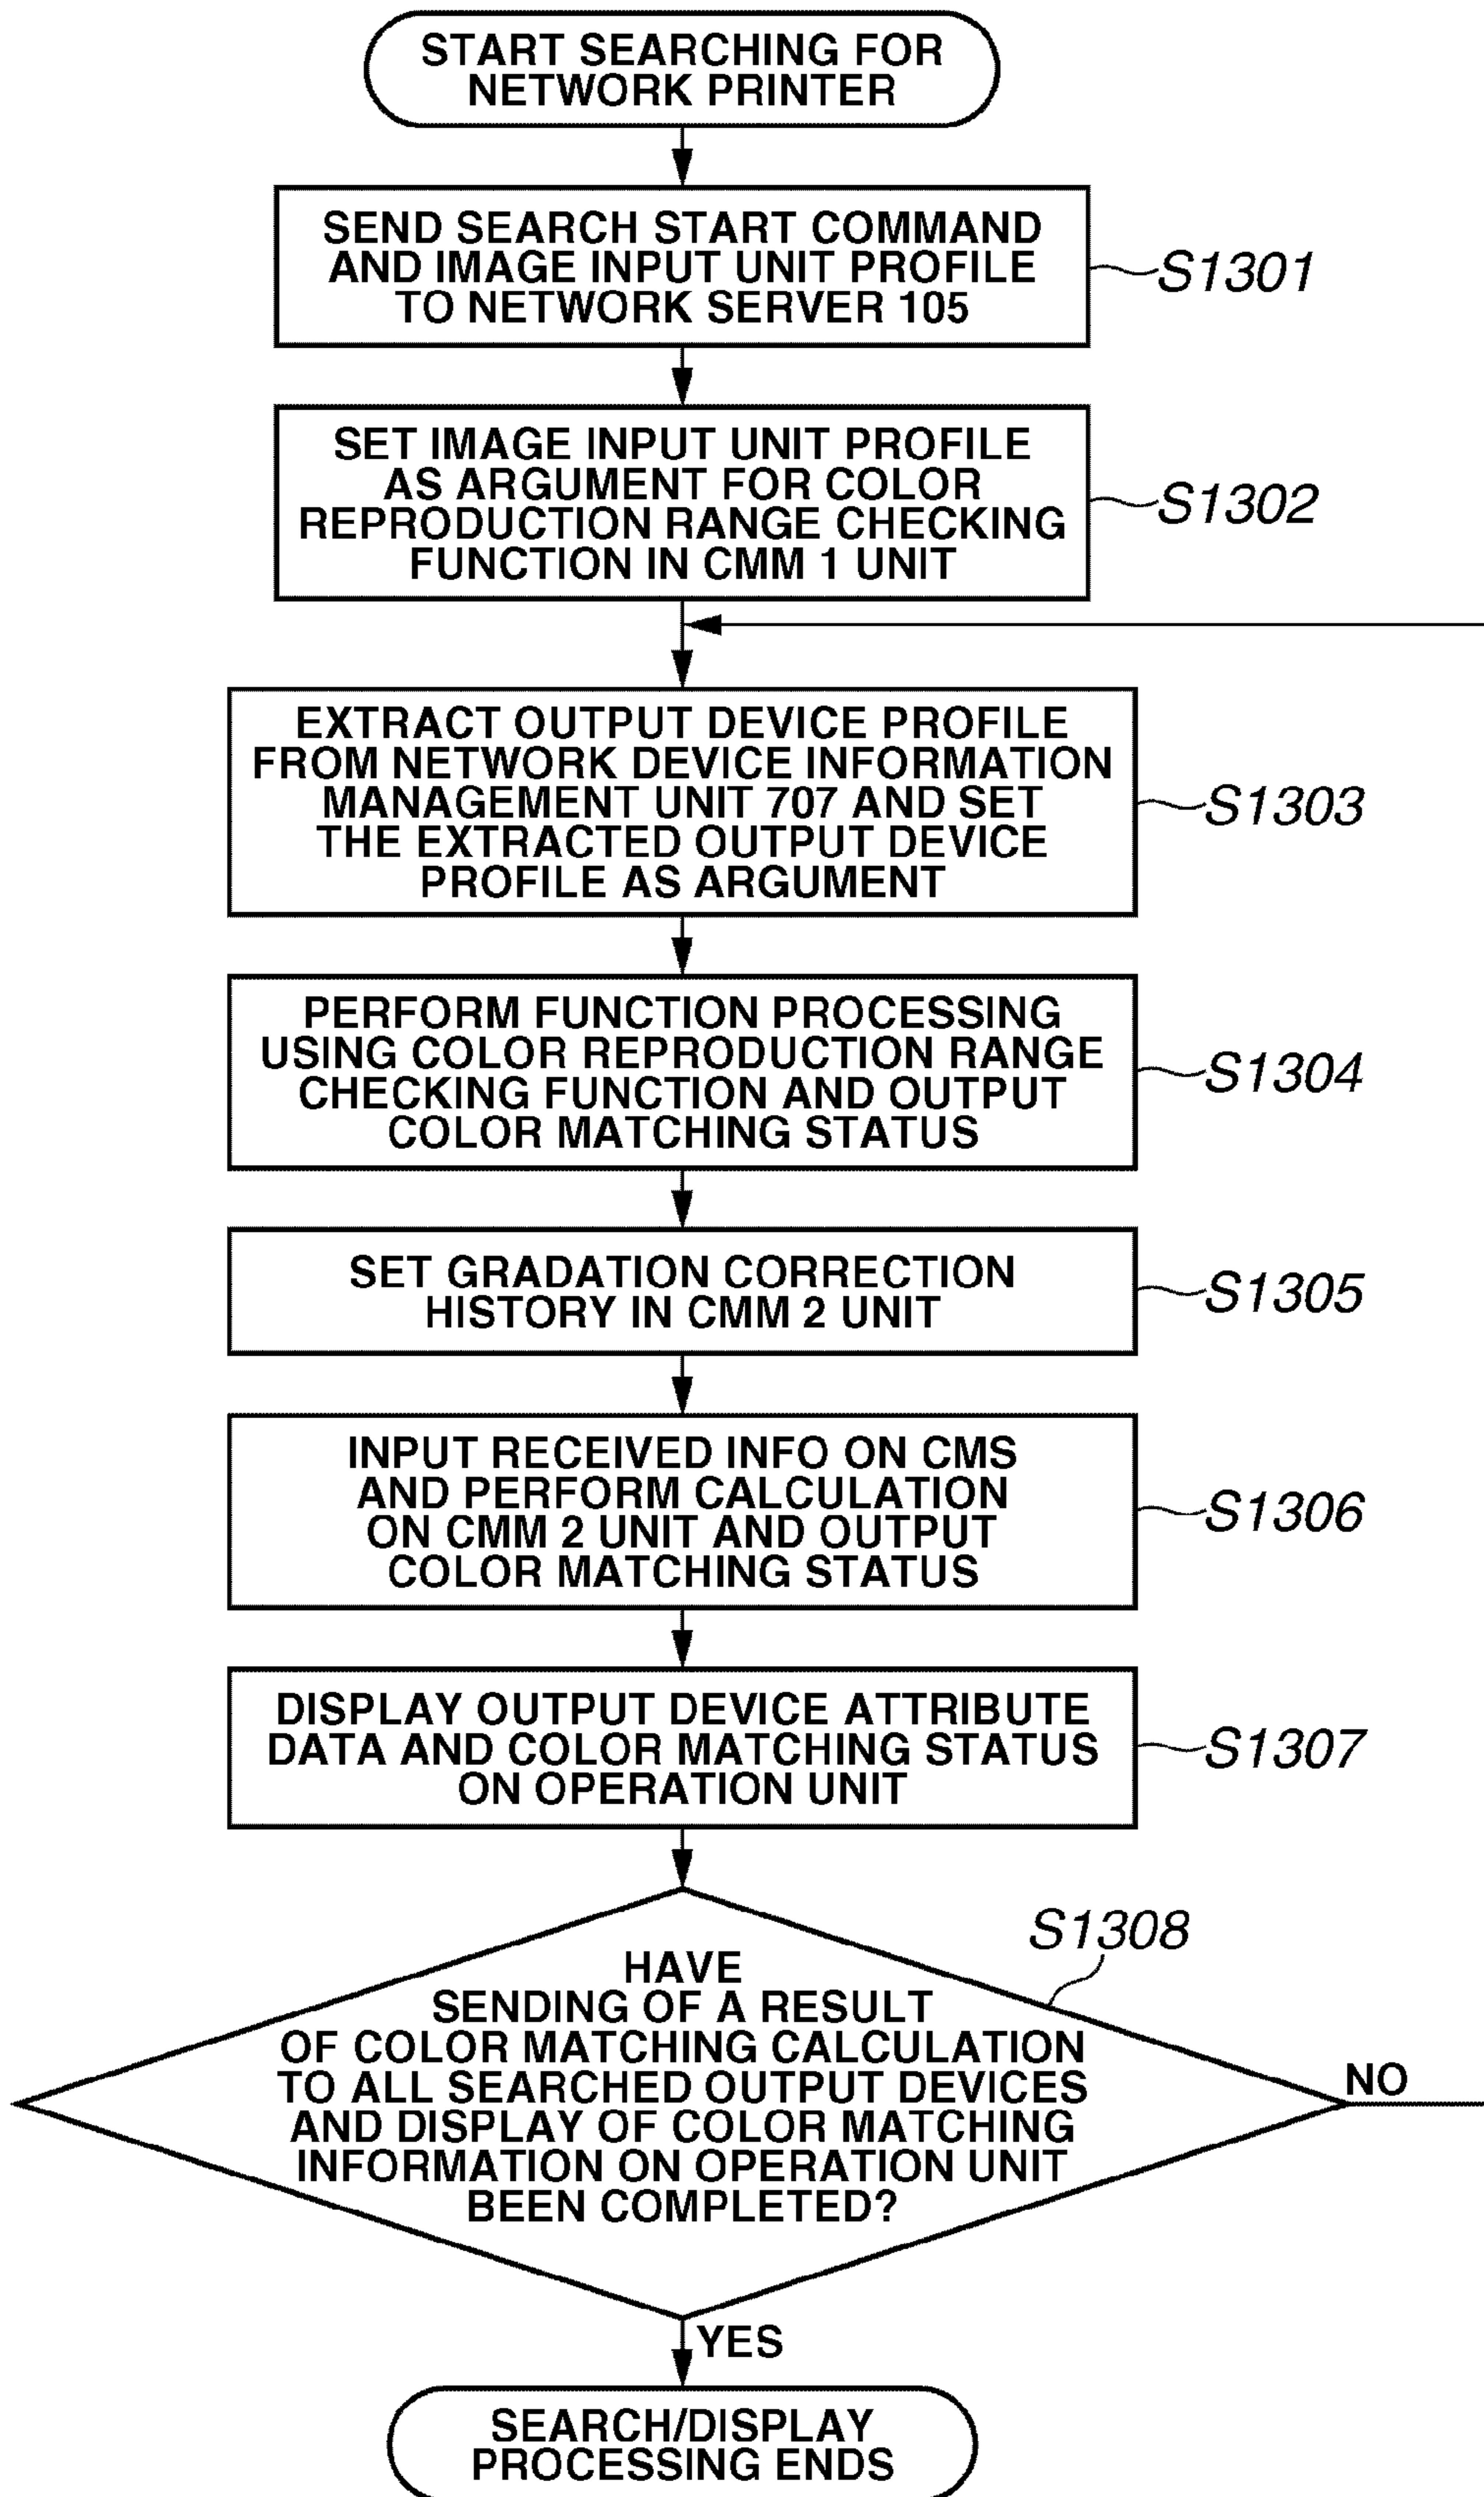 START SEARCHING FOR
NETWORK PRINTER
SEND SEARCH START COMMAND
AND IMAGE INPUT UNIT PROFILE
TO NETWORK SERVER 105
S1301
SET IMAGE INPUT UNIT PROFILE
AS ARGUMENT FOR COLOR
REPRODUCTION RANGE CHECKING
FUNCTION IN CMM 1 UNIT
S1302
EXTRACT OUTPUT DEVICE PROFILE
FROM NETWORK DEVICE INFORMATION
MANAGEMENT UNIT 707 AND SET
THE EXTRACTED OUTPUT DEVICE
PROFILE AS ARGUMENT
S1303
PERFORM FUNCTION PROCESSING
USING COLOR REPRODUCTION RANGE
CHECKING FUNCTION AND OUTPUT
COLOR MATCHING STATUS
S1304
SET GRADATION CORRECTION
HISTORY IN CMM 2 UNIT
S1305
INPUT RECEIVED INFO ON CMS
AND PERFORM CALCULATION
ON CMM 2 UNIT AND OUTPUT
COLOR MATCHING STATUS
S1306
DISPLAY OUTPUT DEVICE ATTRIBUTE
DATA AND COLOR MATCHING STATUS
ON OPERATION UNIT
S1307
S1308
HAVE
SENDING OF A RESULT
OF COLOR MATCHING CALCULATION
TO ALL SEARCHED OUTPUT DEVICES
AND DISPLAY OF COLOR MATCHING
INFORMATION ON OPERATION UNIT
BEEN COMPLETED?
NO
YES
SEARCH/DISPLAY
PROCESSING ENDS